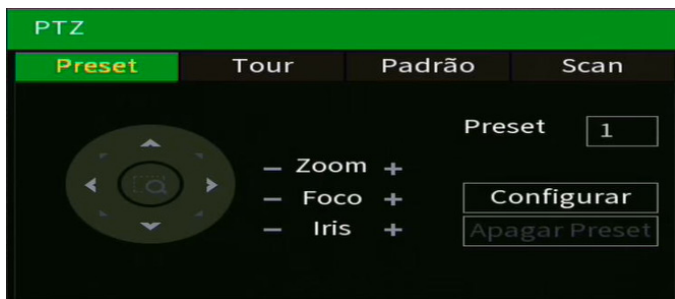 PTZ
Preset Tour Padrão Scan
Preset 1
– Zoom +
– Foco +
– Iris +
Configurar
Apagar Preset